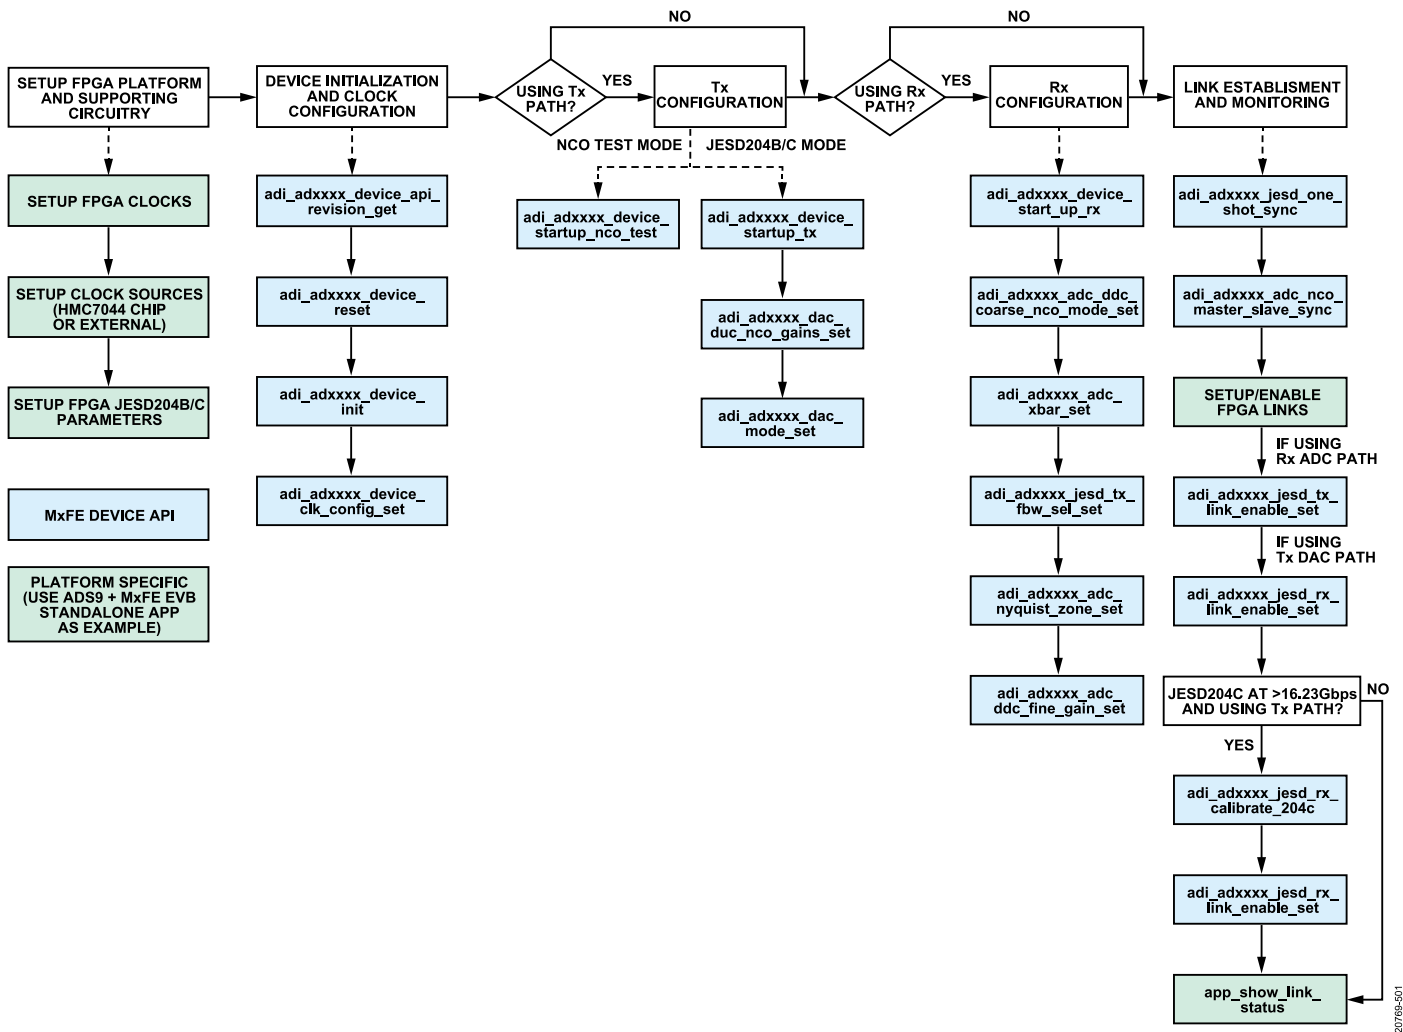 NO
NO
SETUP FPGA PLATFORM
AND SUPPORTING
CIRCUITRY
DEVICE INITIALIZATION
AND CLOCK
CONFIGURATION
USING Tx
PATH?
YES
Tx
CONFIGURATION
USING Rx
PATH?
YES
Rx
CONFIGURATION
LINK ESTABLISMENT
AND MONITORING
NCO TEST MODE
JESD204B/C MODE
SETUP FPGA CLOCKS
SETUP CLOCK SOURCES
(HMC7044 CHIP
OR EXTERNAL)
SETUP FPGA JESD204B/C
PARAMETERS
MxFE DEVICE API
PLATFORM SPECIFIC
(USE ADS9 + MxFE EVB
STANDALONE APP
AS EXAMPLE)
adi_adxxxx_device_api_
revision_get
adi_adxxxx_device_
reset
adi_adxxxx_device_
init
adi_adxxxx_device_
clk_config_set
adi_adxxxx_device_
startup_nco_test
adi_adxxxx_device_
startup_tx
adi_adxxxx_dac_
duc_nco_gains_set
adi_adxxxx_dac_
mode_set
adi_adxxxx_device_
start_up_rx
adi_adxxxx_adc_ddc_
coarse_nco_mode_set
adi_adxxxx_adc_
xbar_set
adi_adxxxx_jesd_tx_
fbw_sel_set
adi_adxxxx_adc_
nyquist_zone_set
adi_adxxxx_adc_
ddc_fine_gain_set
adi_adxxxx_jesd_one_
shot_sync
adi_adxxxx_adc_nco_
master_slave_sync
SETUP/ENABLE
FPGA LINKS
IF USING
Rx ADC PATH
adi_adxxxx_jesd_tx_
link_enable_set
IF USING
Tx DAC PATH
adi_adxxxx_jesd_rx_
link_enable_set
JESD204C AT >16.23Gbps
AND USING Tx PATH?
NO
YES
adi_adxxxx_jesd_rx_
calibrate_204c
adi_adxxxx_jesd_rx_
link_enable_set
app_show_link_
status
20769-501